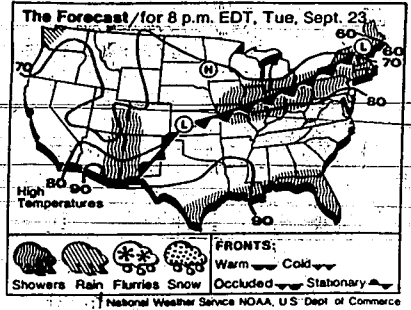 The Forecast/for 8 p.m. EDT, Tue, Sept. 23
60
60
L
70
70
H
80
L
High
Temperatures
80
90
90
Showers Rain Flurries Snow
FRONTS:
Warm Cold
Occluded Stationary
National Weather Service NOAA, U S Dept of Commerce